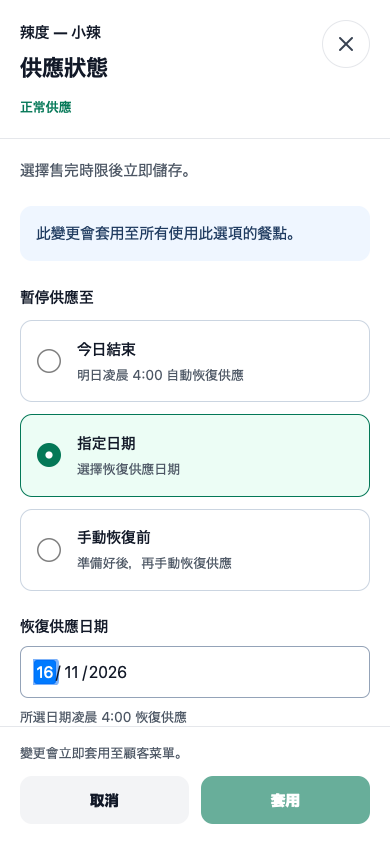 辣度 — 小辣
供應狀態
正常供應
選擇售完時限後立即儲存。
此變更會套用至所有使用此選項的餐點。
暫停供應至
今日結束
明日凌晨 4:00 自動恢復供應
指定日期
選擇恢復供應日期
手動恢復前
準備好後，再手動恢復供應
恢復供應日期
16/ 11 /2026
所選日期凌晨 4:00 恢復供應
變更會立即套用至顧客菜單。
取消
套用